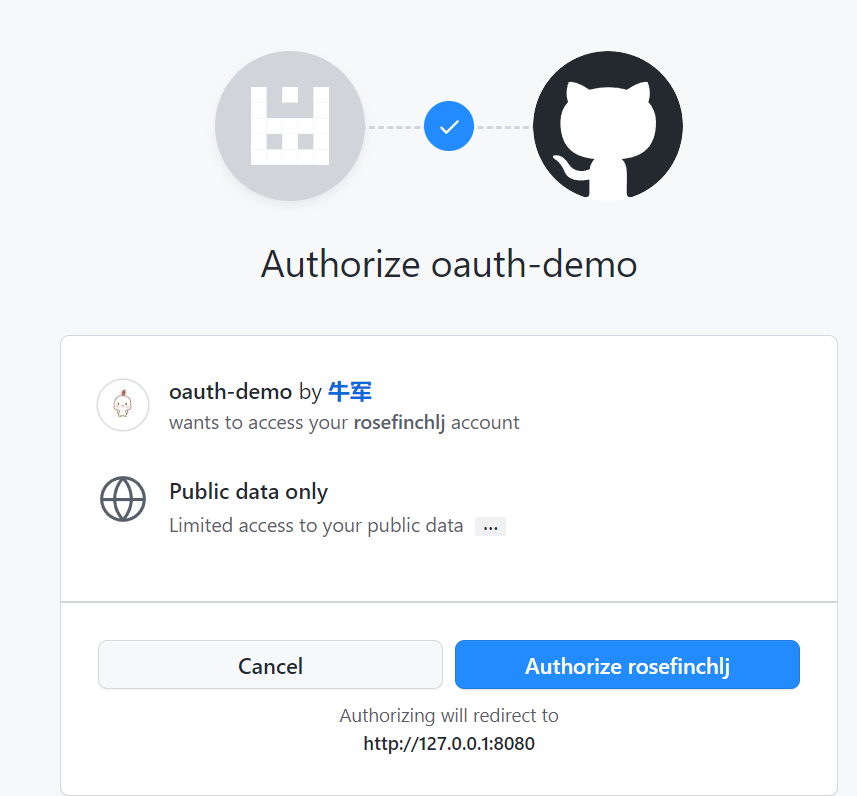 Authorize oauth-demo
oauth-demo by 牛军
wants to access your rosefinchlj account
Public data only
Limited access to your public data ...
Cancel
Authorize rosefinchlj
Authorizing will redirect to
http://127.0.0.1:8080